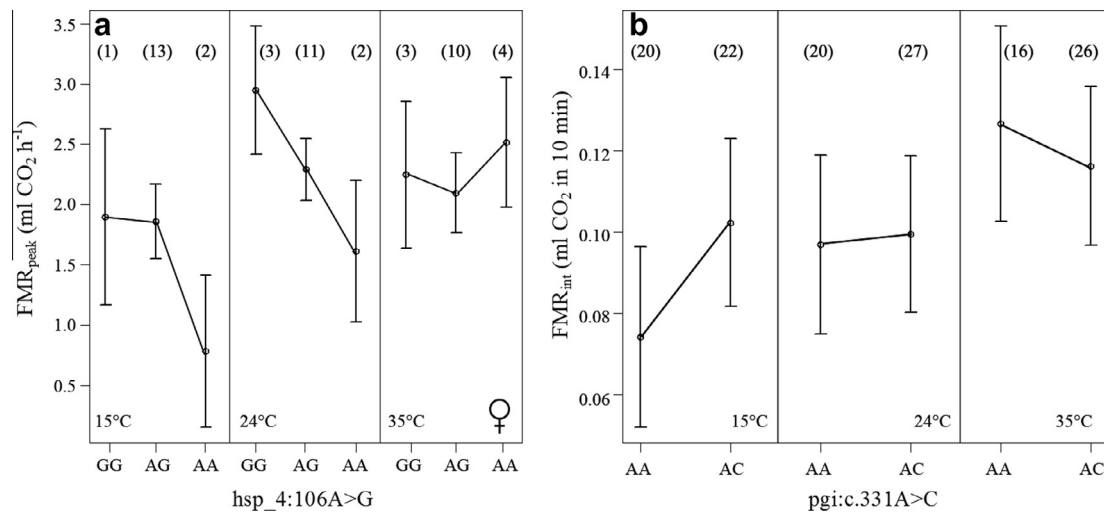 a
(1) (13) (2) (3) (11) (2) (3) (10) (4)
3.5
3.0
2.5
2.0
1.5
1.0
0.5
FMRpeak (ml CO2 h-1)
15°C 24°C 35°C ♀
GG AG AA GG AG AA GG AG AA
hsp_4:106A>G
b
(20) (22) (20) (27) (16) (26)
0.14
0.12
0.10
0.08
0.06
FMRint (ml CO2 in 10 min)
15°C 24°C 35°C
AA AC AA AC AA AC
pgi:c.331A>C